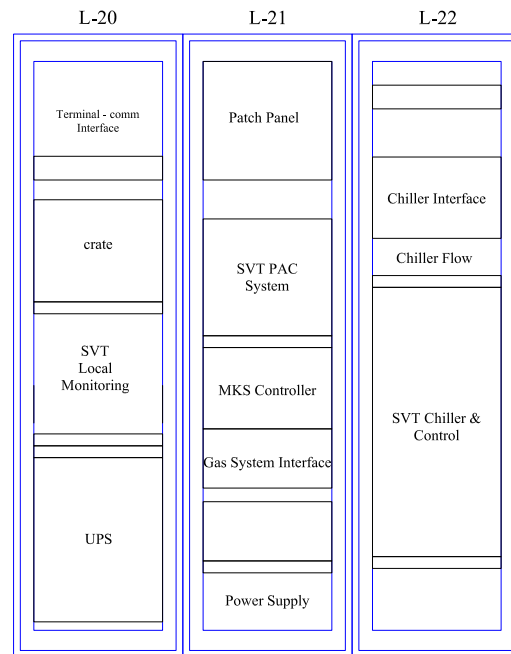 L-20
L-21
L-22
Terminal - comm
Interface
crate
SVT
Local
Monitoring
UPS
Patch Panel
SVT PAC
System
MKS Controller
Gas System Interface
Power Supply
Chiller Interface
Chiller Flow
SVT Chiller &
Control